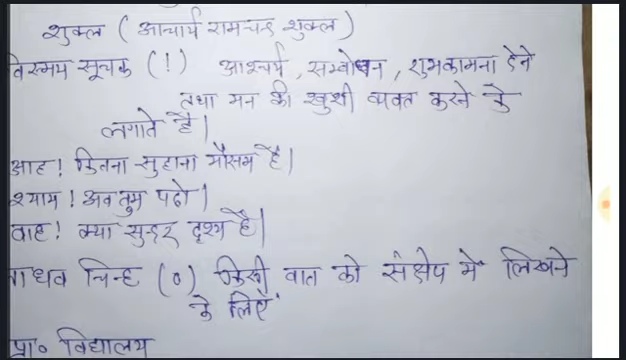 शुक्ल ( आचार्य रामचन्द्र शुक्ल )
विस्मय सूचक (!) आश्चर्य, सम्बोधन, शुभकामना देने
तथा मन की खुशी व्यक्त करने के
लगाते है।
आह! कितना सुहाना मौसम है।
श्याम! अब तुम पढो।
वाह! क्या सुन्दर दृश्य है।
ाधव चिन्ह (०) किसी बात को संक्षेप में लिखने
के लिए
प्रा० विद्यालय